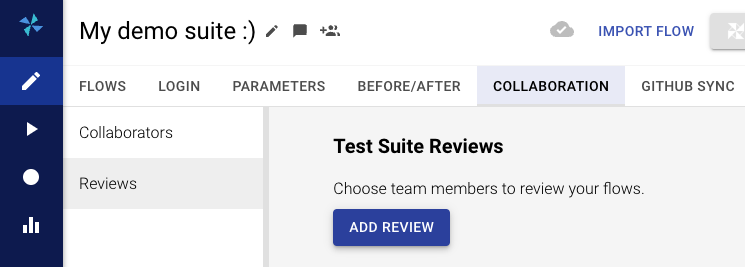 My demo suite :)
IMPORT FLOW
FLOWS LOGIN PARAMETERS BEFORE/AFTER COLLABORATION GITHUB SYNC
Collaborators
Reviews
Test Suite Reviews
Choose team members to review your flows.
ADD REVIEW